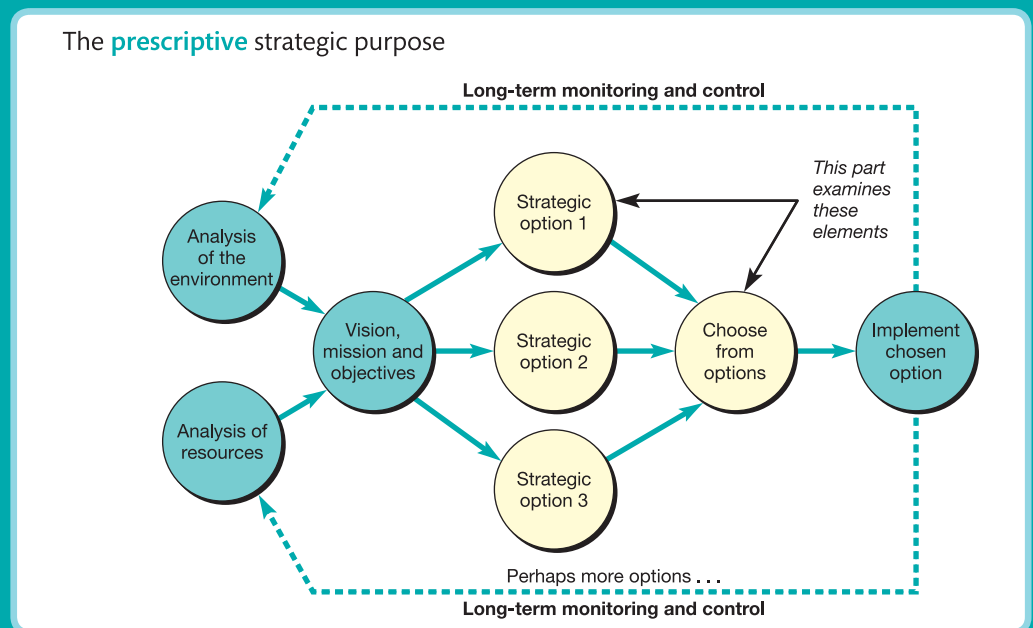 The prescriptive strategic purpose
Long-term monitoring and control
This part
examines
these
elements
Analysis
of the
environment
Analysis of
resources
Vision,
mission and
objectives
Strategic
option 1
Strategic
option 2
Strategic
option 3
Choose
from
options
Implement
chosen
option
Perhaps more options . . .
Long-term monitoring and control